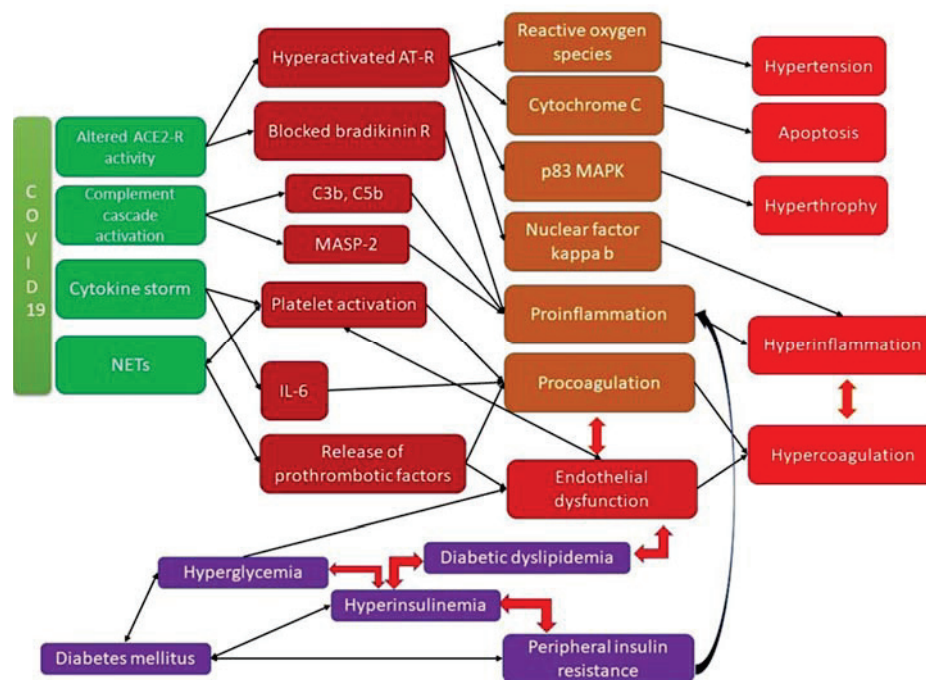 COVID 19
Altered ACE2-R
activity
Complement
cascade
activation
Cytokine storm
NETs
Hyperactivated AT-R
Blocked bradikinin R
C3b, C5b
MASP-2
Platelet activation
IL-6
Release of
prothrombotic factors
Reactive oxygen
species
Cytochrome C
p83 MAPK
Nuclear factor
kappa b
Proinflammation
Procoagulation
Endothelial
dysfunction
Hypertension
Apoptosis
Hyperthrophy
Hyperinflammation
Hypercoagulation
Hyperglycemia
Diabetic dyslipidemia
Hyperinsulinemia
Diabetes mellitus
Peripheral insulin
resistance